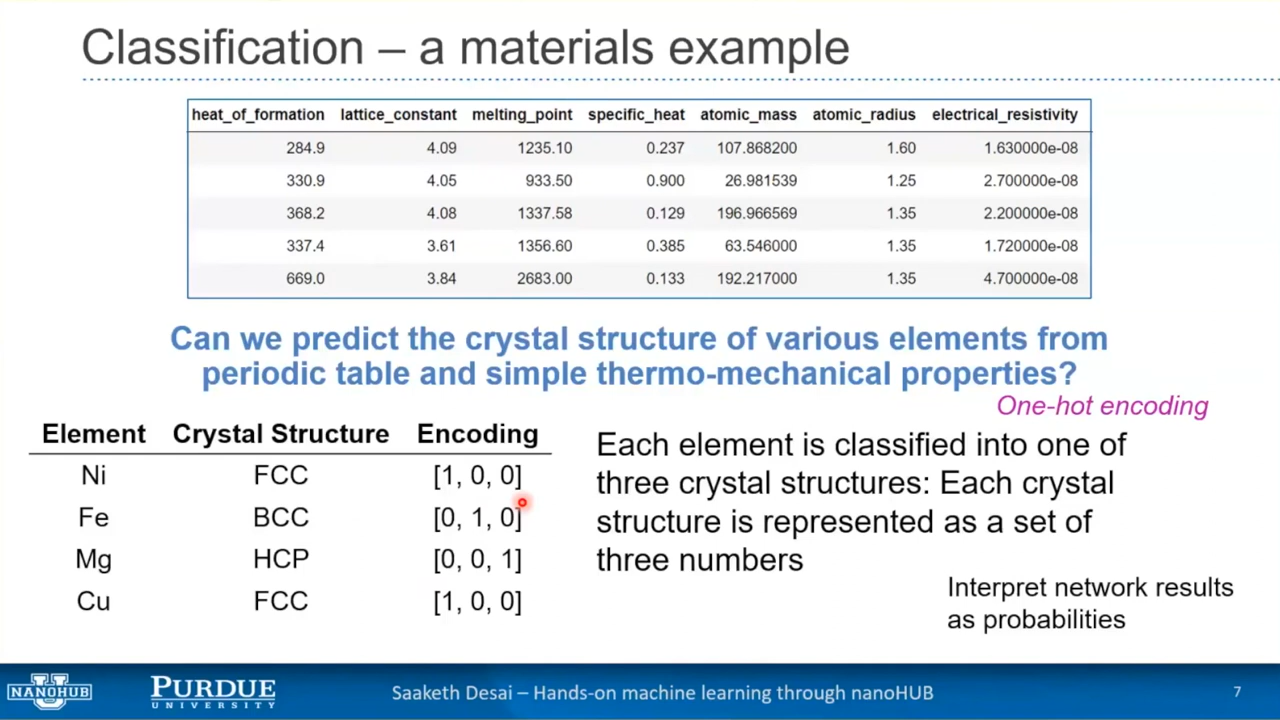 Classification – a materials example
heat_of_formation lattice_constant melting_point specific_heat atomic_mass atomic_radius electrical_resistivity
284.9 4.09 1235.10 0.237 107.868200 1.60 1.630000e-08
330.9 4.05 933.50 0.900 26.981539 1.25 2.700000e-08
368.2 4.08 1337.58 0.129 196.966569 1.35 2.200000e-08
337.4 3.61 1356.60 0.385 63.546000 1.35 1.720000e-08
669.0 3.84 2683.00 0.133 192.217000 1.35 4.700000e-08
Can we predict the crystal structure of various elements from
periodic table and simple thermo-mechanical properties?
One-hot encoding
Element Crystal Structure Encoding
Ni FCC [1, 0, 0]
Fe BCC [0, 1, 0]
Mg HCP [0, 0, 1]
Cu FCC [1, 0, 0]
Each element is classified into one of
three crystal structures: Each crystal
structure is represented as a set of
three numbers
Interpret network results
as probabilities
NANOHUB
PURDUE
UNIVERSITY
Saaketh Desai – Hands-on machine learning through nanoHUB
7